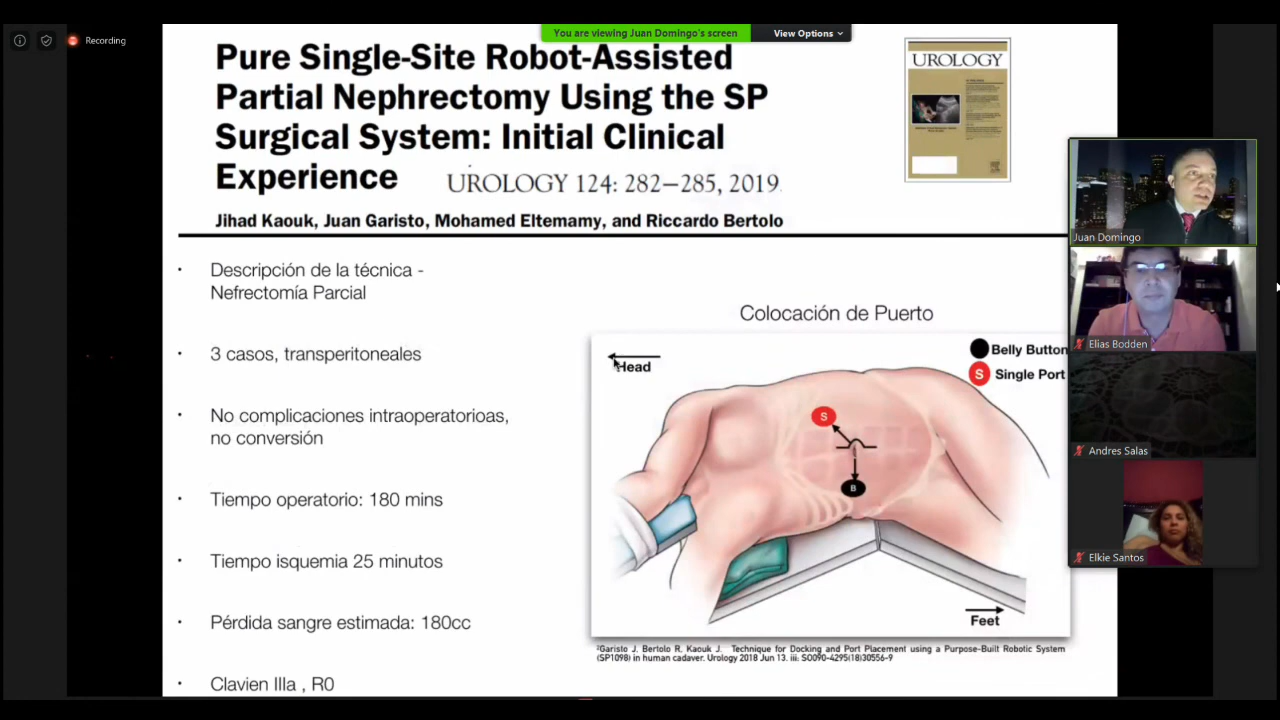 Recording
You are viewing Juan Domingo's screen
View Options
Pure Single-Site Robot-Assisted
Partial Nephrectomy Using the SP
Surgical System: Initial Clinical
Experience
UROLOGY 124: 282–285, 2019
Jihad Kaouk, Juan Garisto, Mohamed Eltemamy, and Riccardo Bertolo
UROLOGY
· Descripción de la técnica -
Nefrectomía Parcial
· 3 casos, transperitoneales
· No complicaciones intraoperatorioas,
no conversión
· Tiempo operatorio: 180 mins
· Tiempo isquemia 25 minutos
· Pérdida sangre estimada: 180cc
· Clavien IIIa , R0
Colocación de Puerto
Head
Belly Button
S Single Port
S
B
Feet
Garisto J, Bertolo R, Kaouk J. Technique for Docking and Port Placement using a Purpose-Built Robotic System
(SP1098) in human cadaver. Urology 2018 Jun 13. iii: S0090-4295(18)30556-9
Juan Domingo
Elias Bodden
Andres Salas
Elkie Santos